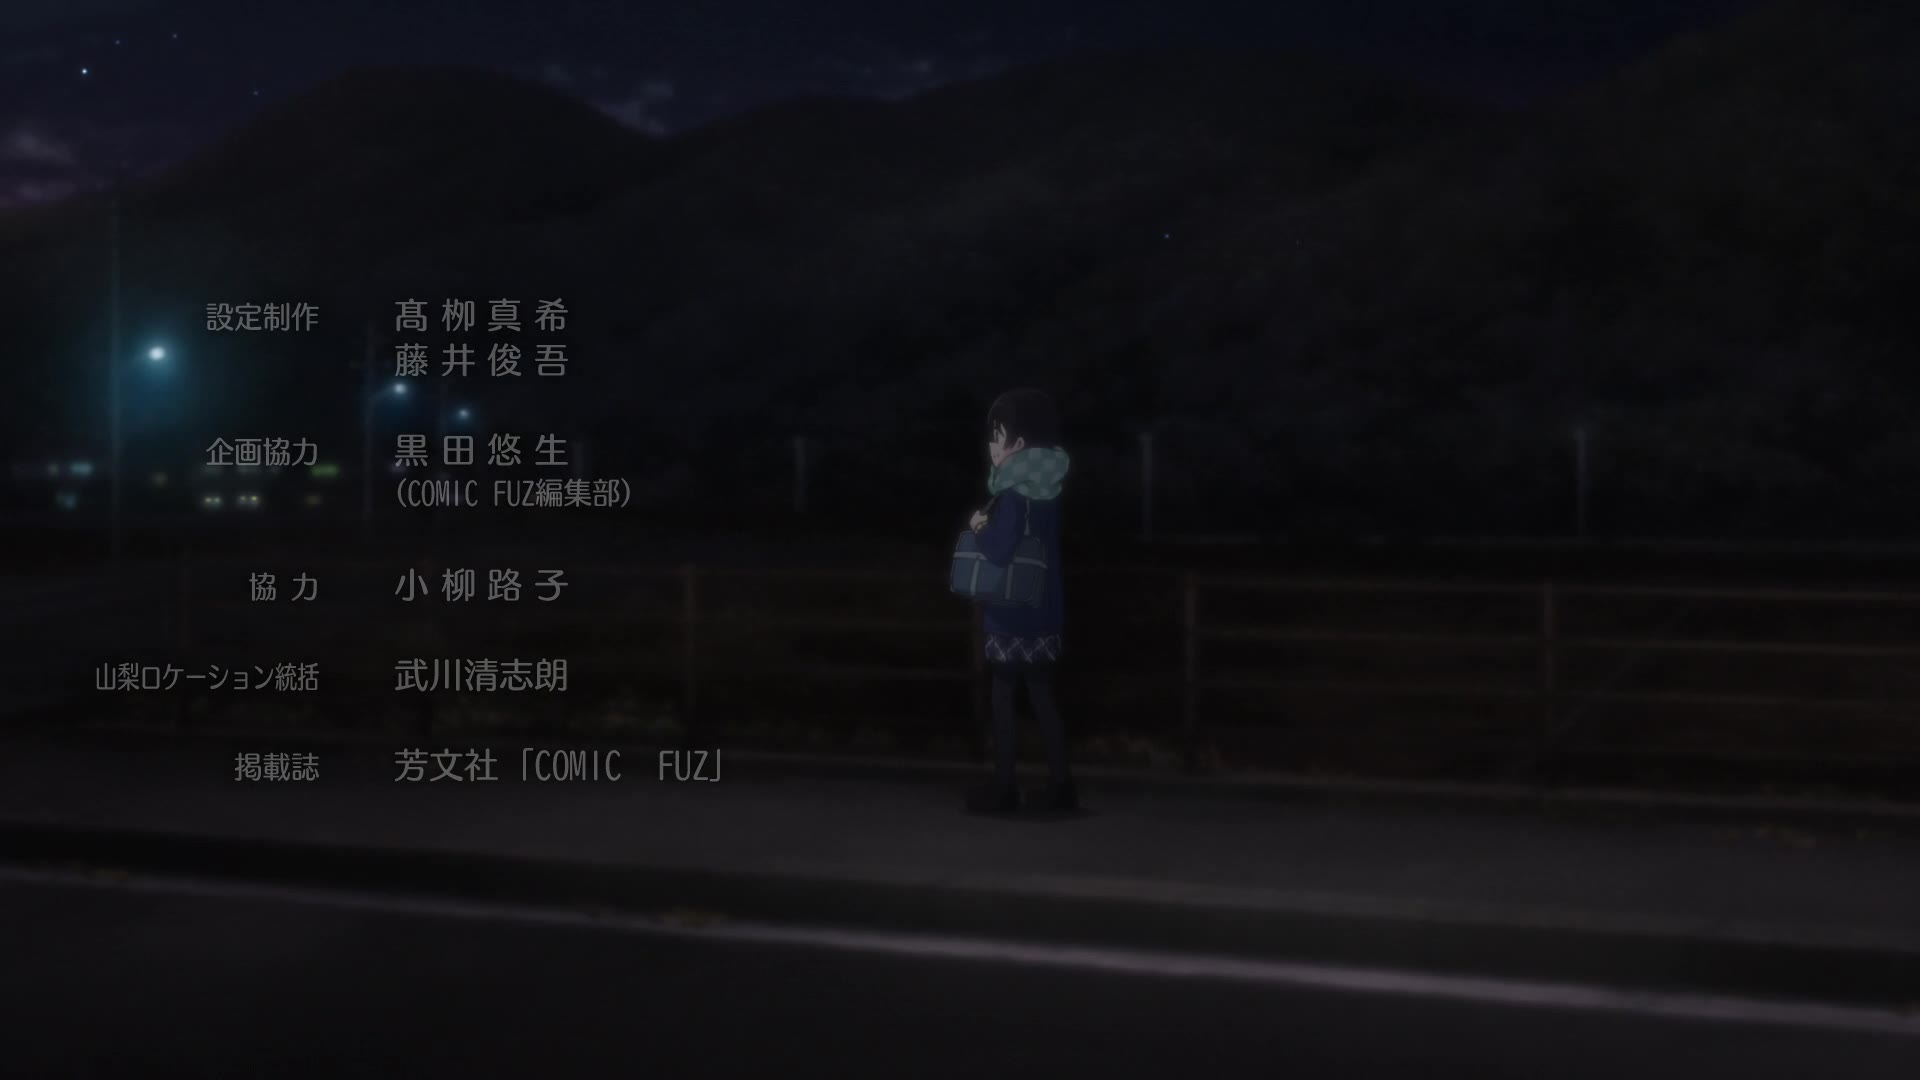 設定制作 髙栁真希
藤井俊吾
企画協力 黒田悠生
(COMIC FUZ編集部)
協力 小柳路子
山梨ロケーション統括 武川清志朗
掲載誌 芳文社「COMIC FUZ」